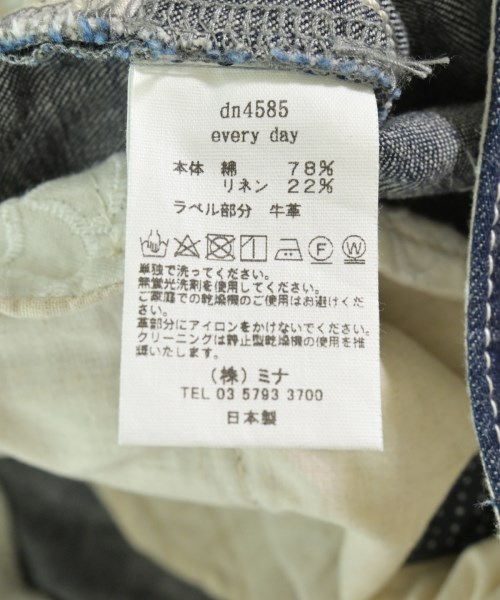 dn4585
every day
本体 綿 78%
リネン 22%
ラベル部分 牛革
F W
単独で洗ってください。
無蛍光洗剤を使用してください。
ご家庭での乾燥機のご使用はお避けくだ
さい。
革部分にアイロンをかけないでください。
クリーニングは静止型乾燥機の使用を推
奨いたします。
(株)ミナ
TEL 03 5793 3700
日本製